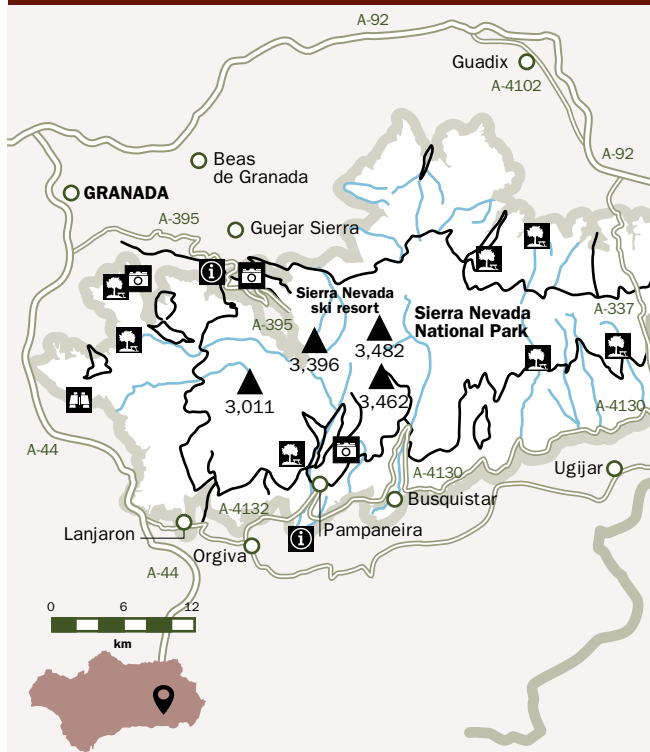 A-92
Guadix
A-4102
A-92
Beas
de Granada
GRANADA
A-395
Guejar Sierra
i
Sierra Nevada
ski resort
A-395
Sierra Nevada
National Park
A-337
3,396
3,482
3,011
3,462
A-4130
A-44
A-4130
Ugijar
A-4132
Busquistar
Lanjaron
Pampaneira
i
Orgiva
A-44
0 6 12
km